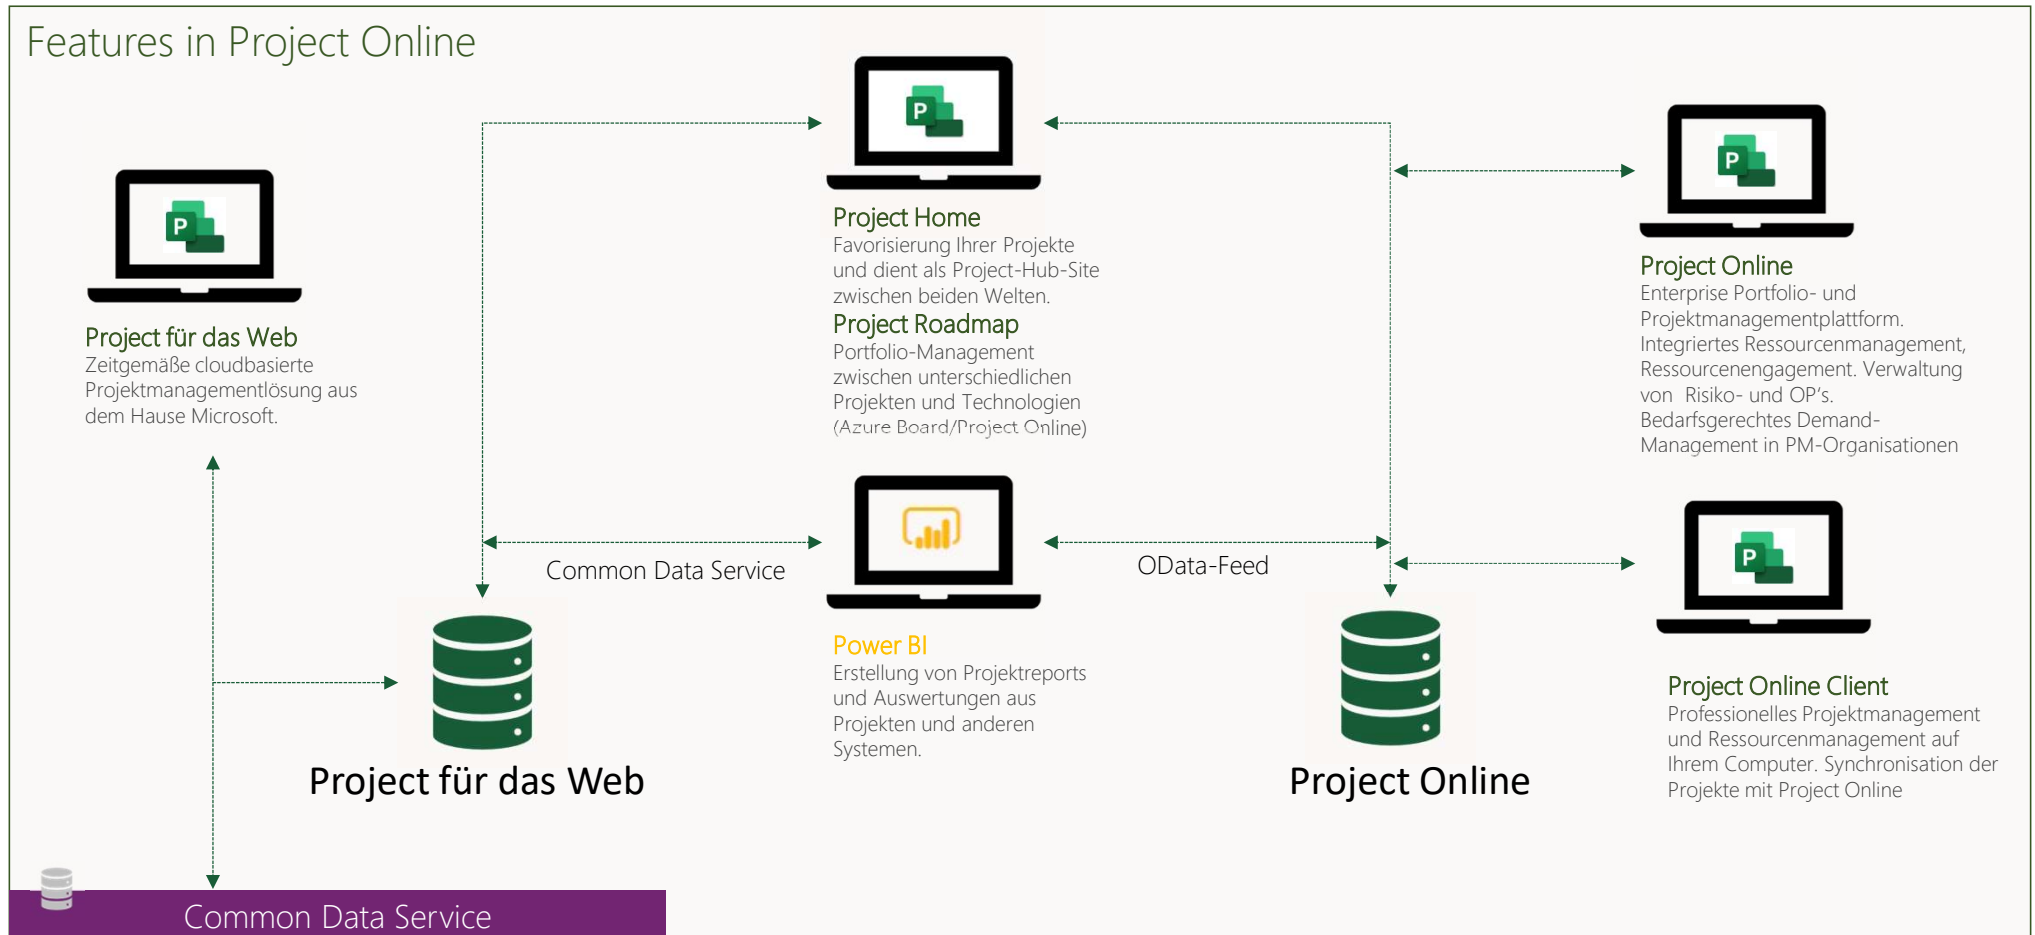 Features in Project Online
P
P
P
Project Home
Favorisierung Ihrer Projekte
und dient als Project-Hub-Site
zwischen beiden Welten.
Project Roadmap
Portfolio-Management
zwischen unterschiedlichen
Projekten und Technologien
(Azure Board/Project Online)
Project Online
Enterprise Portfolio- und
Projektmanagementplattform.
Integriertes Ressourcenmanagement,
Ressourcenengagement. Verwaltung
von Risiko- und OP's.
Bedarfsgerechtes Demand-
Management in PM-Organisationen
Project für das Web
Zeitgemäße cloudbasierte
Projektmanagementlösung aus
dem Hause Microsoft.
Common Data Service
OData-Feed
P
Power BI
Erstellung von Projektreports
und Auswertungen aus
Projekten und anderen
Systemen.
Project Online Client
Professionelles Projektmanagement
und Ressourcenmanagement auf
Ihrem Computer. Synchronisation der
Projekte mit Project Online
Project für das Web
Project Online
Common Data Service